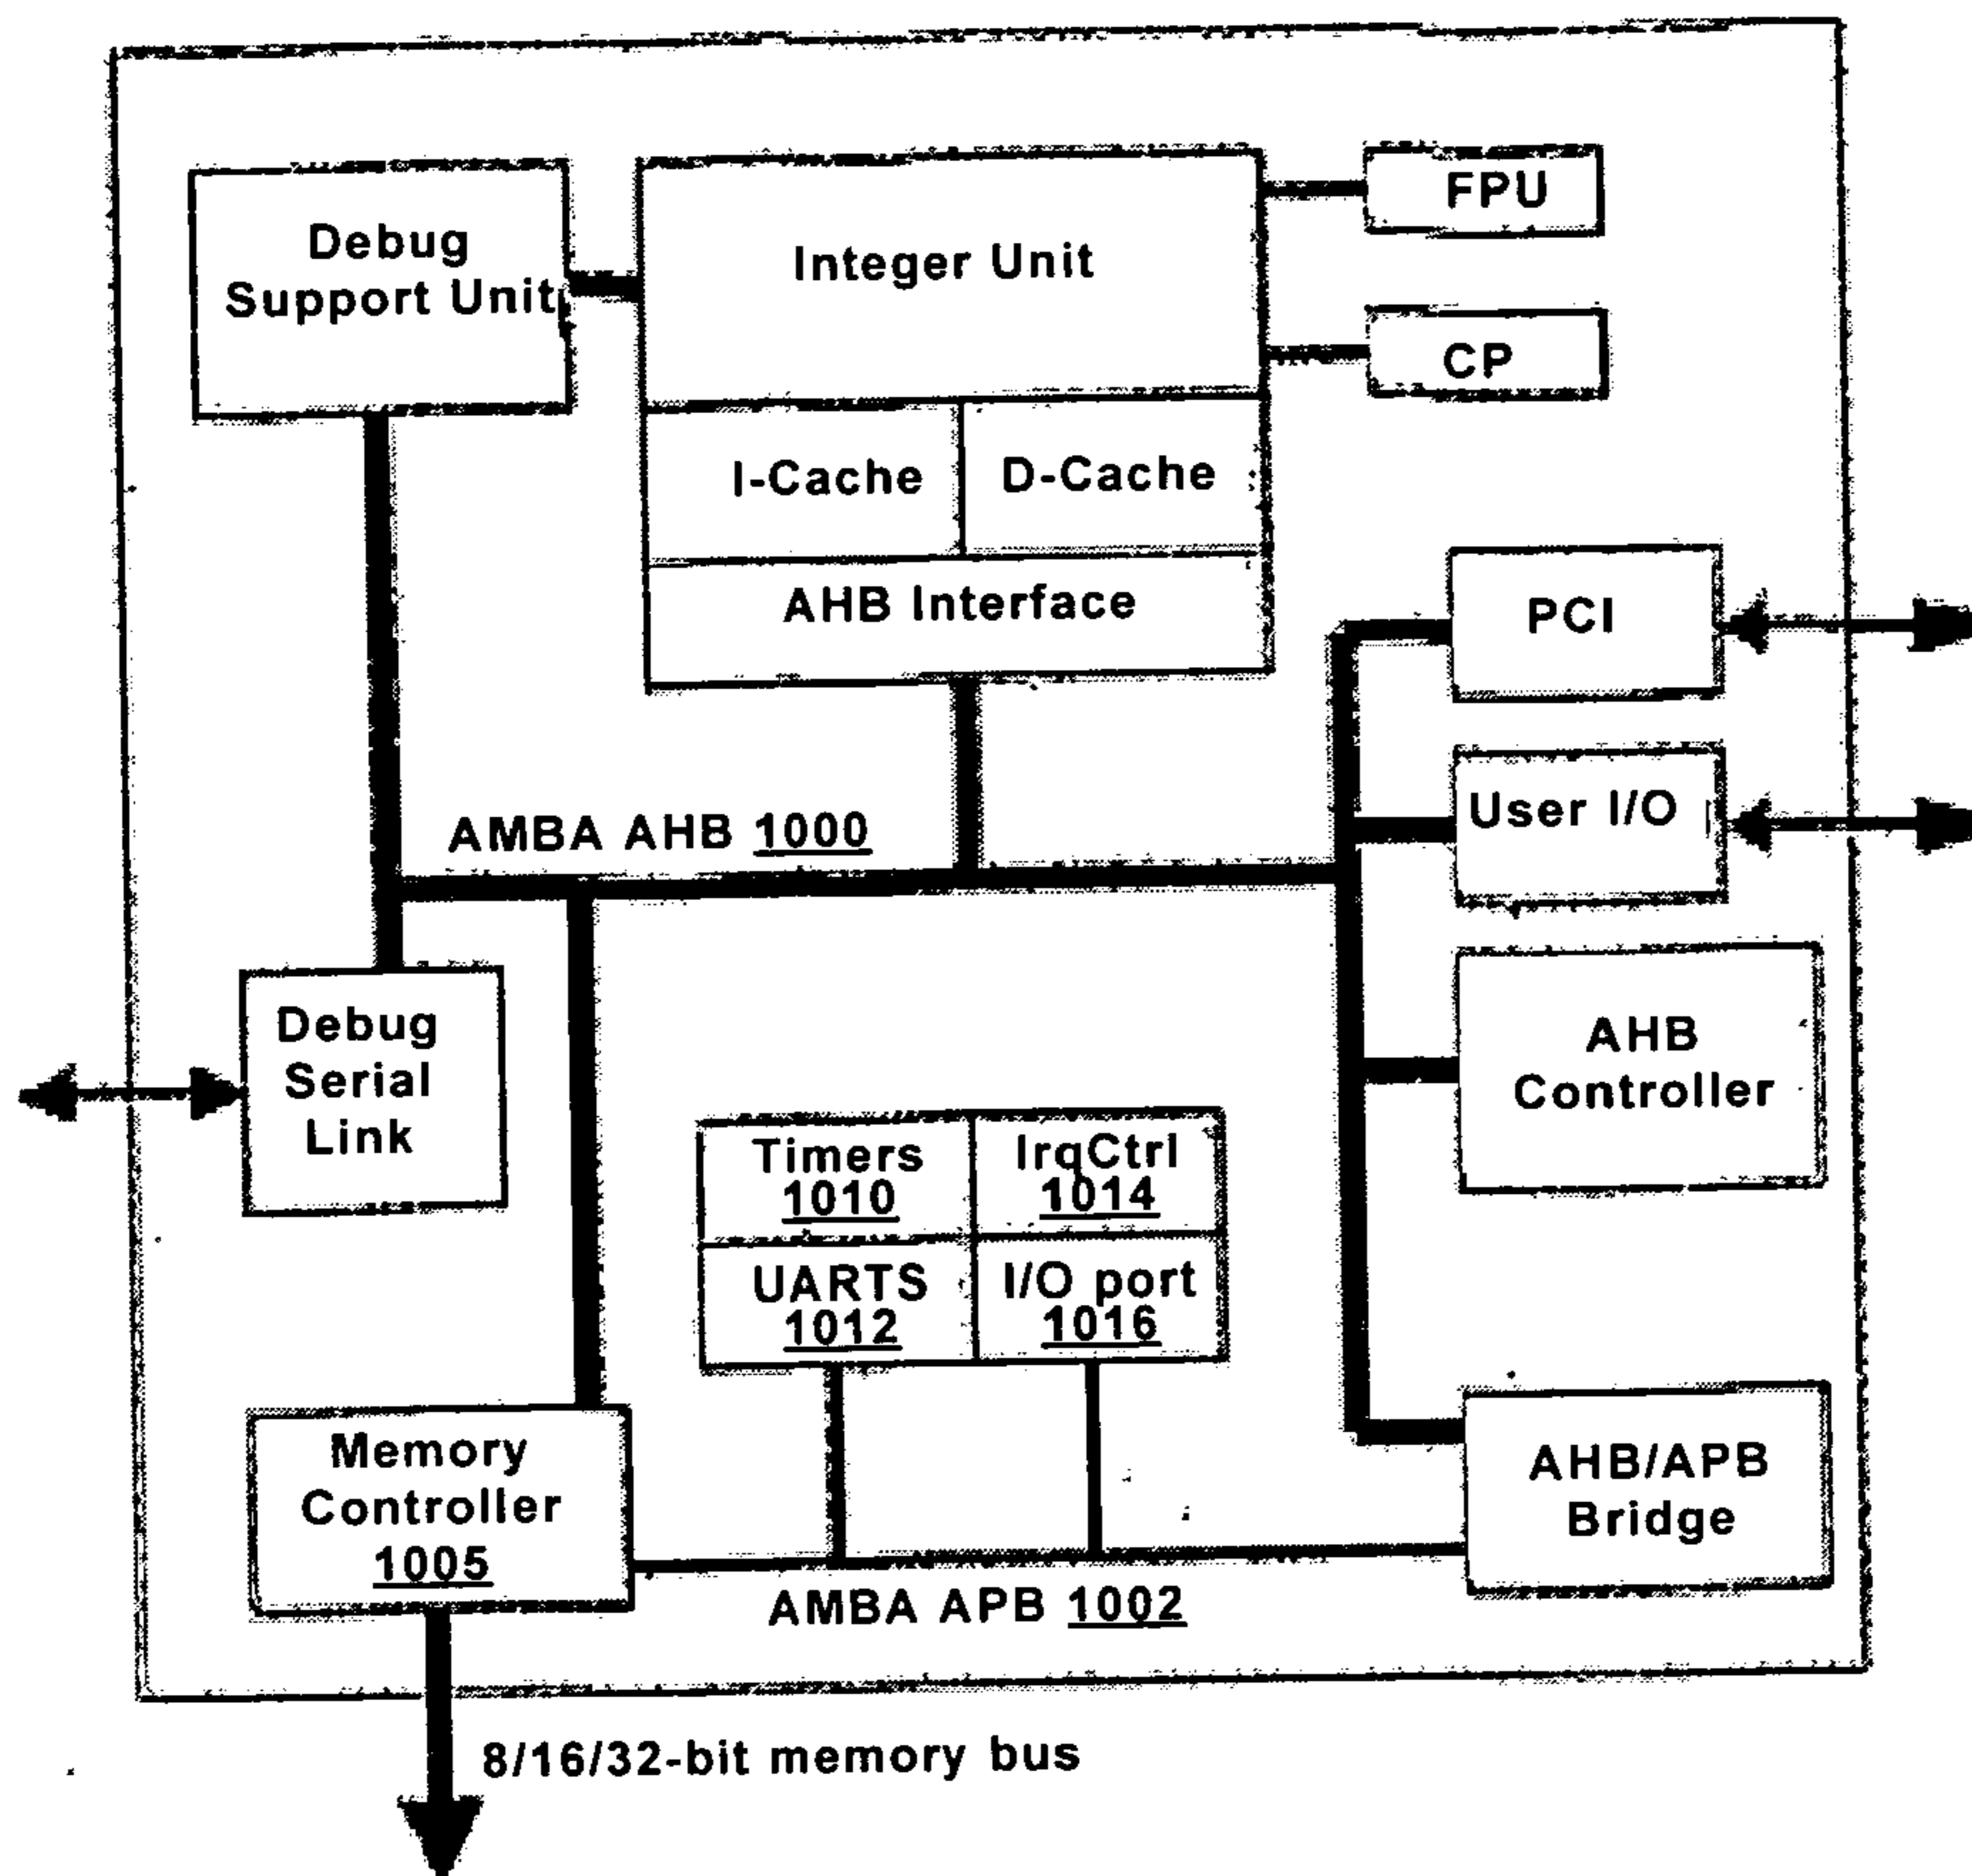 Debug
Support Unit
Integer Unit
FPU
CP
I-Cache
D-Cache
AHB Interface
PCI
User I/O
AMBA AHB 1000
Debug
Serial
Link
AHB
Controller
Timers
1010
IrqCtrl
1014
UARTS
1012
I/O port
1016
Memory
Controller
1005
AHB/APB
Bridge
AMBA APB 1002
8/16/32-bit memory bus